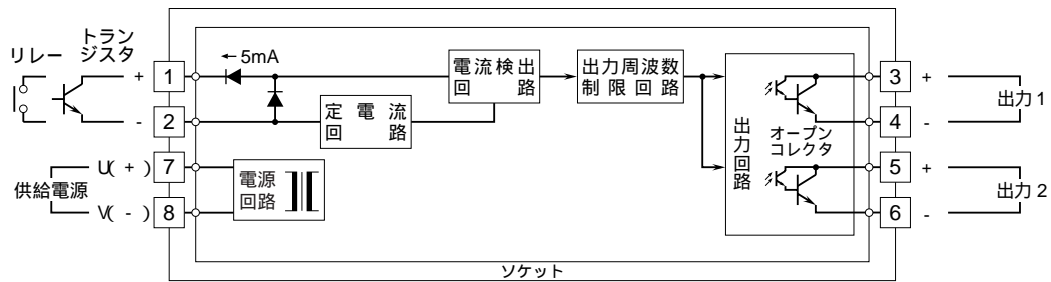 リレー
トラン
ジスタ
+
-
1
2
← 5mA
電流検出
回路
出力周波数
制限回路
定電流
回路
供給電源
U( + )
V( - )
7
8
電源
回路
出力回路
オープン
コレクタ
3
+
4
-
出力 1
5
+
6
-
出力 2
ソケット